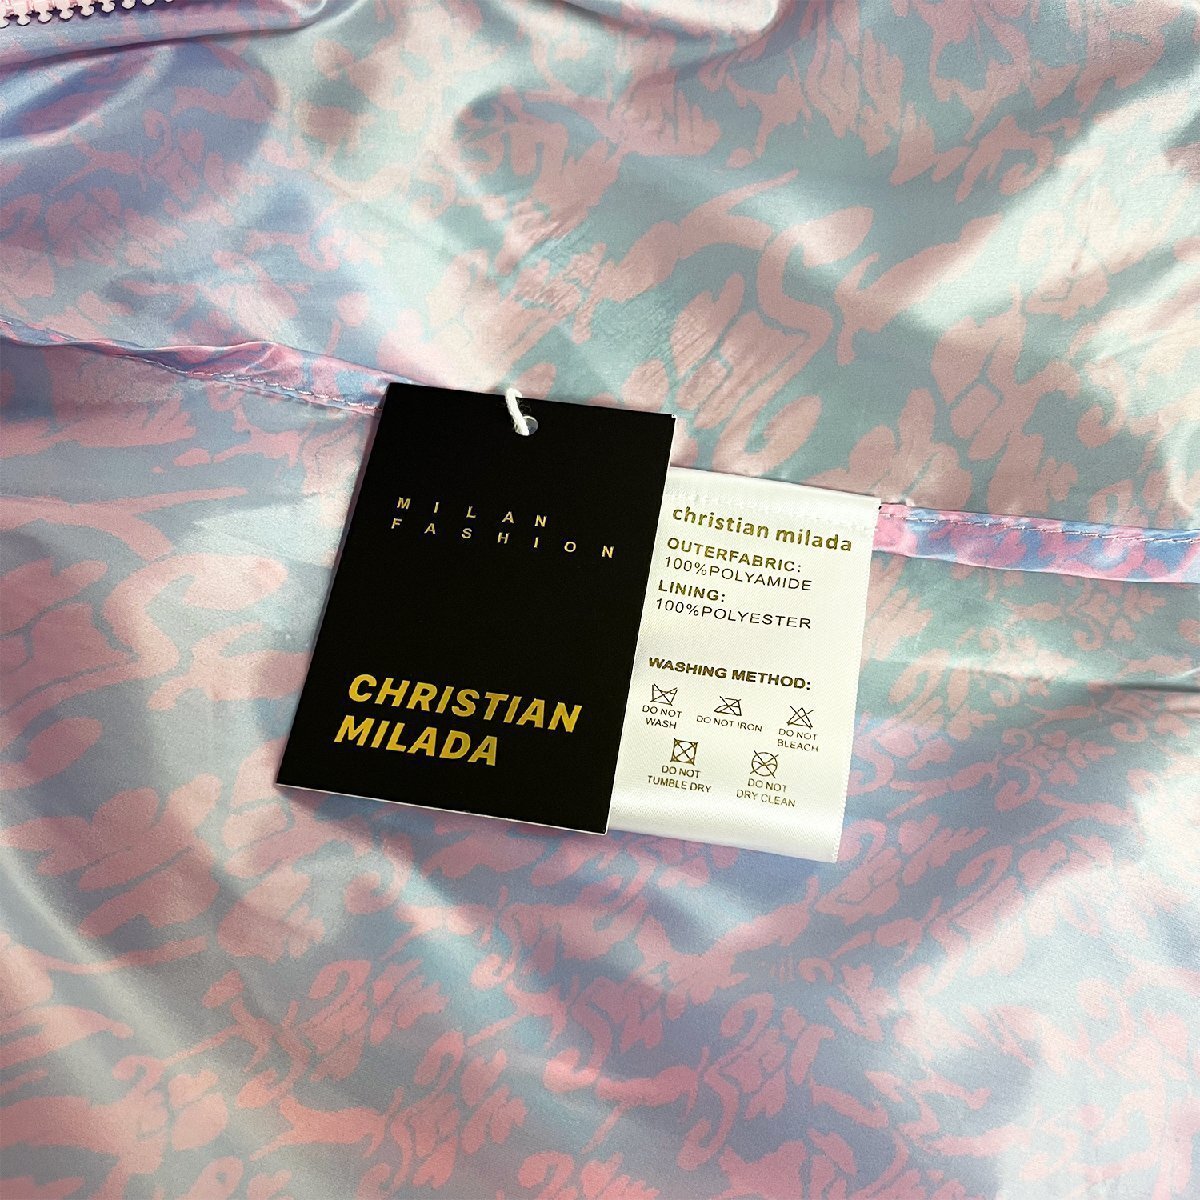 MILAN
FASHION
CHRISTIAN
MILADA
christian milada
OUTERFABRIC:
100%POLYAMIDE
LINING:
100%POLYESTER
WASHING METHOD:
DO NOT
WASH
DO NOT IRON
DO NOT
BLEACH
DO NOT
TUMBLE DRY
DO NOT
DRY CLEAN